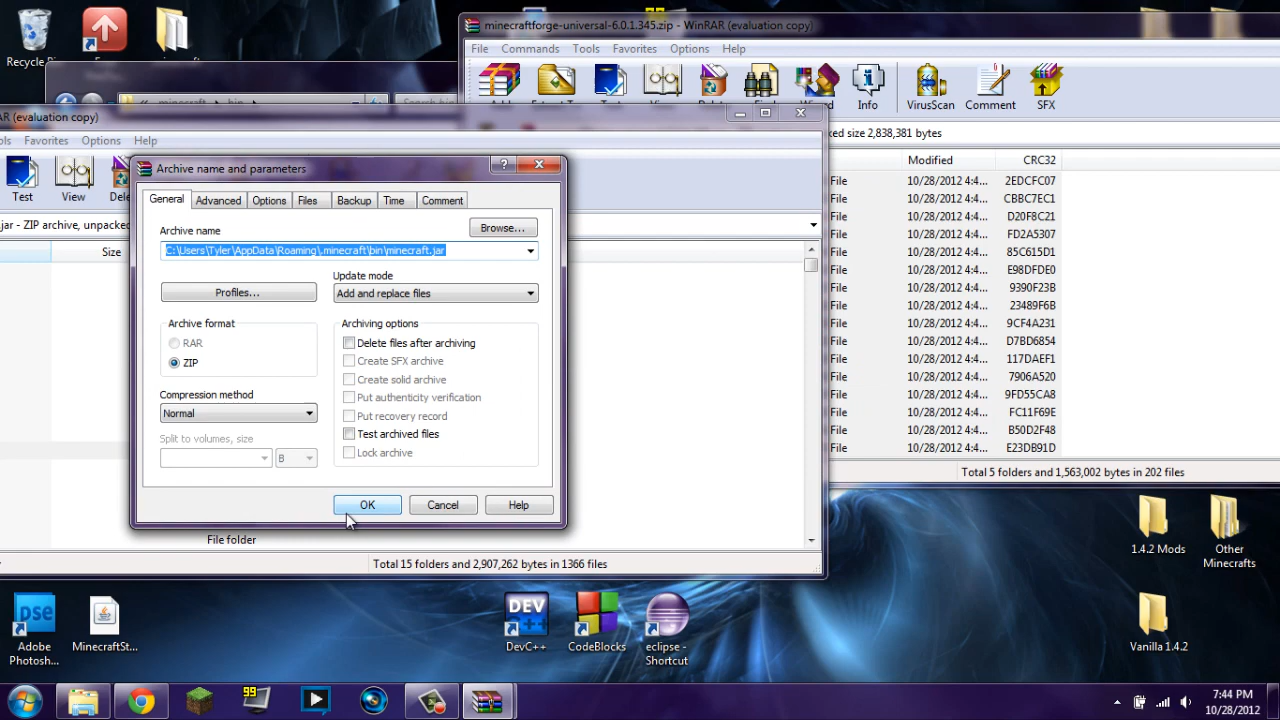 minecraftforge-universal-6.0.1.345.zip - WinRAR (evaluation copy)
File Commands Tools Favorites Options Help
Info VirusScan Comment SFX
ked size 2,838,381 bytes
Modified CRC32
File 10/28/2012 4:4... 2EDCFC07
File 10/28/2012 4:4... CBBC7EC1
File 10/28/2012 4:4... D20F8C21
File 10/28/2012 4:4... FD2A5307
File 10/28/2012 4:4... 85C615D1
File 10/28/2012 4:4... E98DFDE0
File 10/28/2012 4:4... 9390F23B
File 10/28/2012 4:4... 23489F6B
File 10/28/2012 4:4... 9CF4A231
File 10/28/2012 4:4... D7BD6854
File 10/28/2012 4:4... 117DAEF1
File 10/28/2012 4:4... 7906A520
File 10/28/2012 4:4... 9FD55CA8
File 10/28/2012 4:4... FC11F69E
File 10/28/2012 4:4... B50D2F48
File 10/28/2012 4:4... E23DB91D
Total 5 folders and 1,563,002 bytes in 202 files
Recycle
minecraft bin
AR (evaluation copy)
ols Favorites Options Help
Test View Dele
.jar - ZIP archive, unpacked
Size
Archive name and parameters
General Advanced Options Files Backup Time Comment
Archive name
Browse...
C:\Users\Tyler\AppData\Roaming\.minecraft\bin\minecraft.jar
Update mode
Profiles...
Add and replace files
Archive format
RAR
ZIP
Archiving options
Delete files after archiving
Create SFX archive
Create solid archive
Put authenticity verification
Put recovery record
Test archived files
Lock archive
Compression method
Normal
Split to volumes, size
B
OK Cancel Help
File folder
Total 15 folders and 2,907,262 bytes in 1366 files
1.4.2 Mods
Other
Minecrafts
Vanilla 1.4.2
pse
Adobe
Photosh...
MinecraftSt...
DEV
DevC++
CodeBlocks
eclipse -
Shortcut
99
7:44 PM
10/28/2012